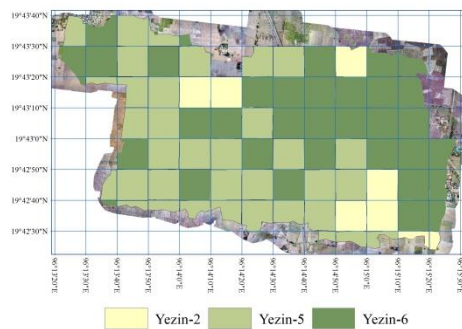 19°43'40"N
19°43'30"N
19°43'20"N
19°43'10"N
19°43'0"N
19°42'50"N
19°42'40"N
19°42'30"N
96°13'20"E
96°13'30"E
96°13'40"E
96°13'50"E
96°14'0"E
96°14'10"E
96°14'20"E
96°14'30"E
96°14'40"E
96°14'50"E
96°15'0"E
96°15'10"E
96°15'20"E
96°15'30"E
Yezin-2 Yezin-5 Yezin-6